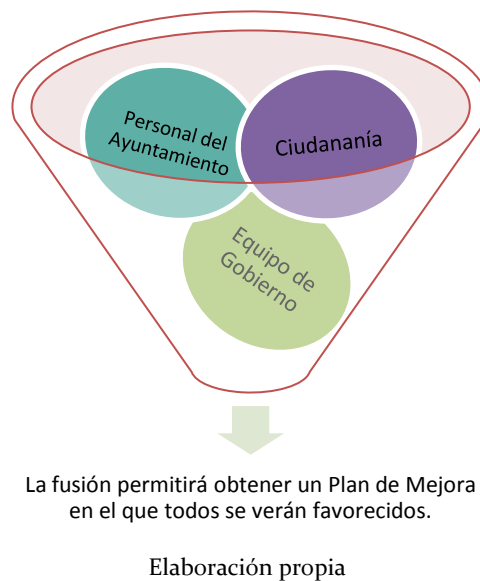 Personal del
Ayuntamiento
Ciudananía
Equipo de
Gobierno
La fusión permitirá obtener un Plan de Mejora
en el que todos se verán favorecidos.
Elaboración propia